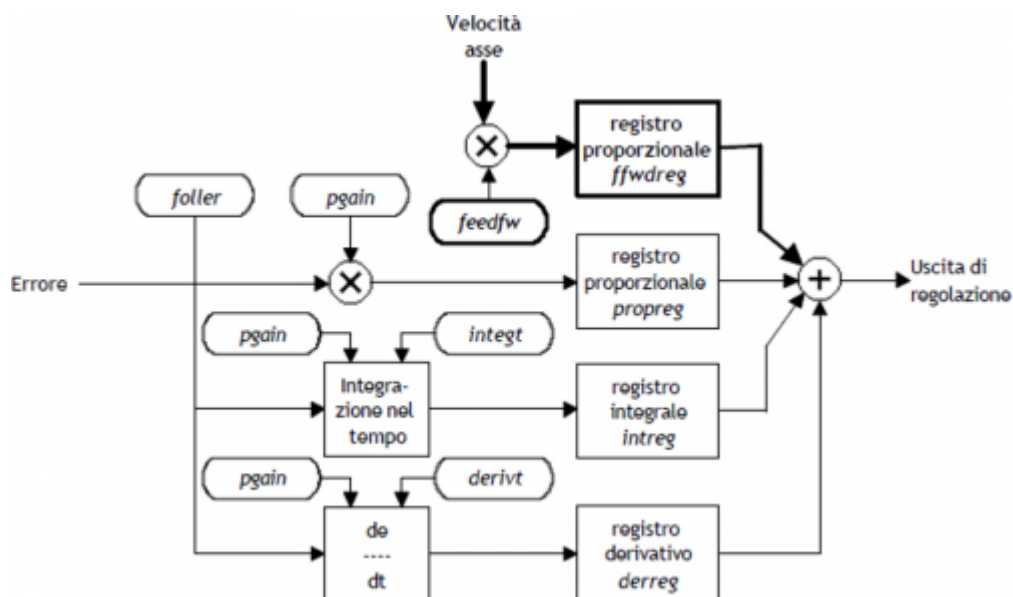 Velocità
asse
registro
proporzionale
ffwdreg
foller
pgain
feedfw
Errore
registro
proporzionale
propreg
Uscita di
regolazione
pgain
integt
Integra-
zione nel
tempo
registro
integrale
intreg
pgain
derivt
de
----
dt
registro
derivativo
derreg